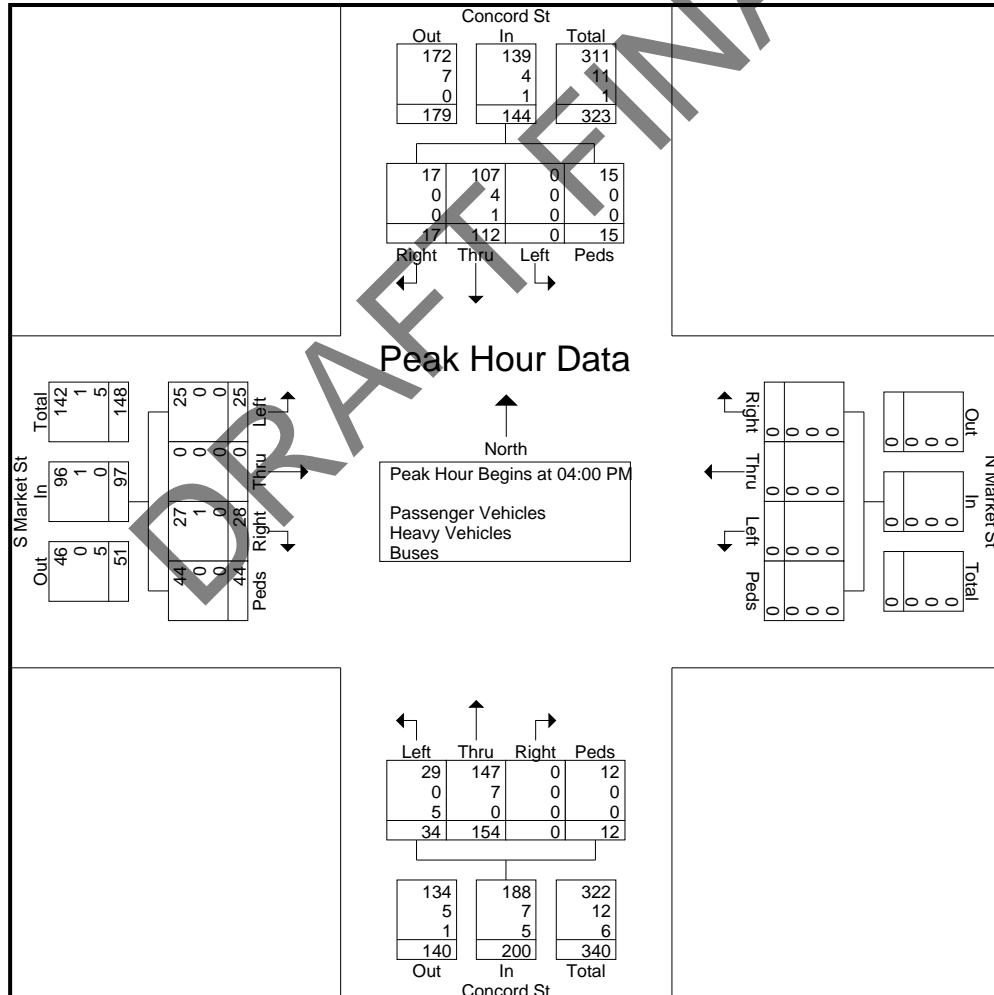 Concord St
Out In Total
172 139 311
7 4 11
0 1 1
179 144 323
17 107 0 15
0 4 0 0
0 1 0 0
17 112 0 15
Right Thru Left Peds
Peak Hour Data
North
Peak Hour Begins at 04:00 PM
Passenger Vehicles
Heavy Vehicles
Buses
S Market St
Total
142
1
5
148
In
96
1
0
97
Out
46
0
5
51
Left
25
0
0
25
Thru
0
0
0
0
Right
27
1
0
28
Peds
44
0
0
44
N Market St
Right
0
0
0
0
Thru
0
0
0
0
Left
0
0
0
0
Peds
0
0
0
0
Out
0
0
0
0
In
0
0
0
0
Total
0
0
0
0
Left Thru Right Peds
29 147 0 12
0 7 0 0
5 0 0 0
34 154 0 12
134 188 322
5 7 12
1 5 6
140 200 340
Out In Total
Concord St
DRAFT FINA